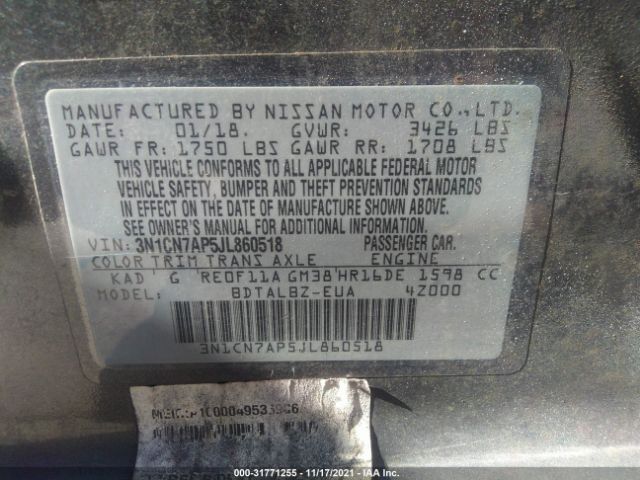 MANUFACTURED BY NISSAN MOTOR CO., LTD.
DATE: 01/18. GVWR: 3426 LBS
GAWR FR: 1750 LBS GAWR RR: 1708 LBS
THIS VEHICLE CONFORMS TO ALL APPLICABLE FEDERAL MOTOR
VEHICLE SAFETY, BUMPER AND THEFT PREVENTION STANDARDS
IN EFFECT ON THE DATE OF MANUFACTURE SHOWN ABOVE.
SEE OWNER'S MANUAL FOR ADDITIONAL INFORMATION.
VIN: 3N1CN7AP5JL860518 PASSENGER CAR.
COLOR TRIM TRANS AXLE ENGINE
KAD G RE0F11A GM38 HR16DE 1598 CC
MODEL: BDTALBZ-EUA 4Z000
3N1CN7AP5JL860518
000-31771255 - 11/17/2021 - IAA Inc.